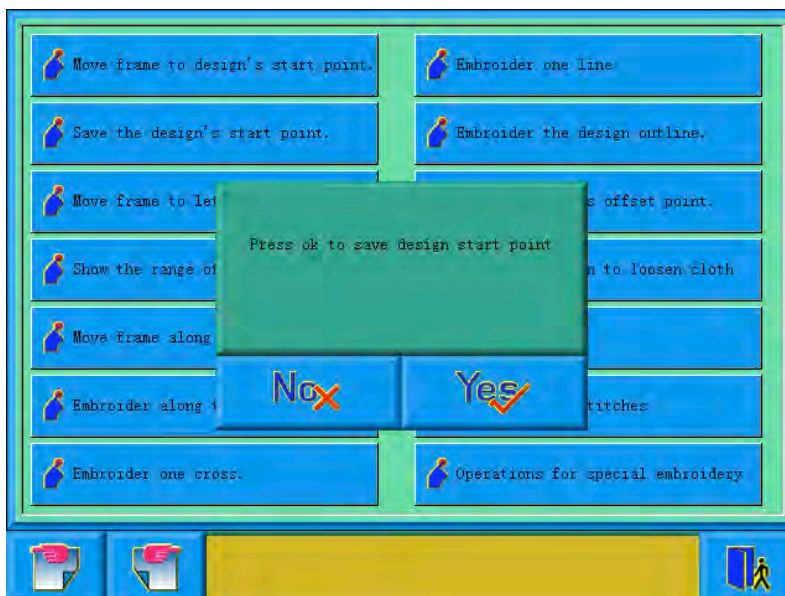 Move frame to design's start point.
Embroider one line
Save the design's start point.
Embroider the design outline.
Move frame to
s offset point.
Show the range
n to loosen cloth
Move frame along
Embroider along
titches
Embroider one cross.
Operations for special embroidery
Press ok to save design start point
No
Yes